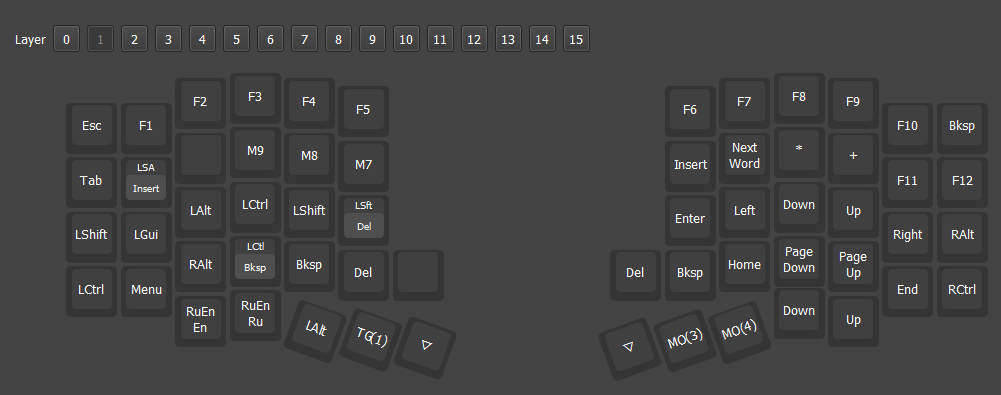 Layer 0 1 2 3 4 5 6 7 8 9 10 11 12 13 14 15
Esc F1 F2 F3 F4 F5 F6 F7 F8 F9 F10 Bksp
Tab LSA M9 M8 M7 Insert Next * + F11 F12
Insert Word
LShift LGui LAlt LCtrl LShift LSft Enter Left Down Up Right RAlt
Del
LCtrl Menu RAlt LCtl Bksp Del Del Bksp Home Page Page End RCtrl
Bksp Down Up
RuEn RuEn LAlt TG(1) ▽ ▽ MO(3) MO(4) Down Up
En Ru